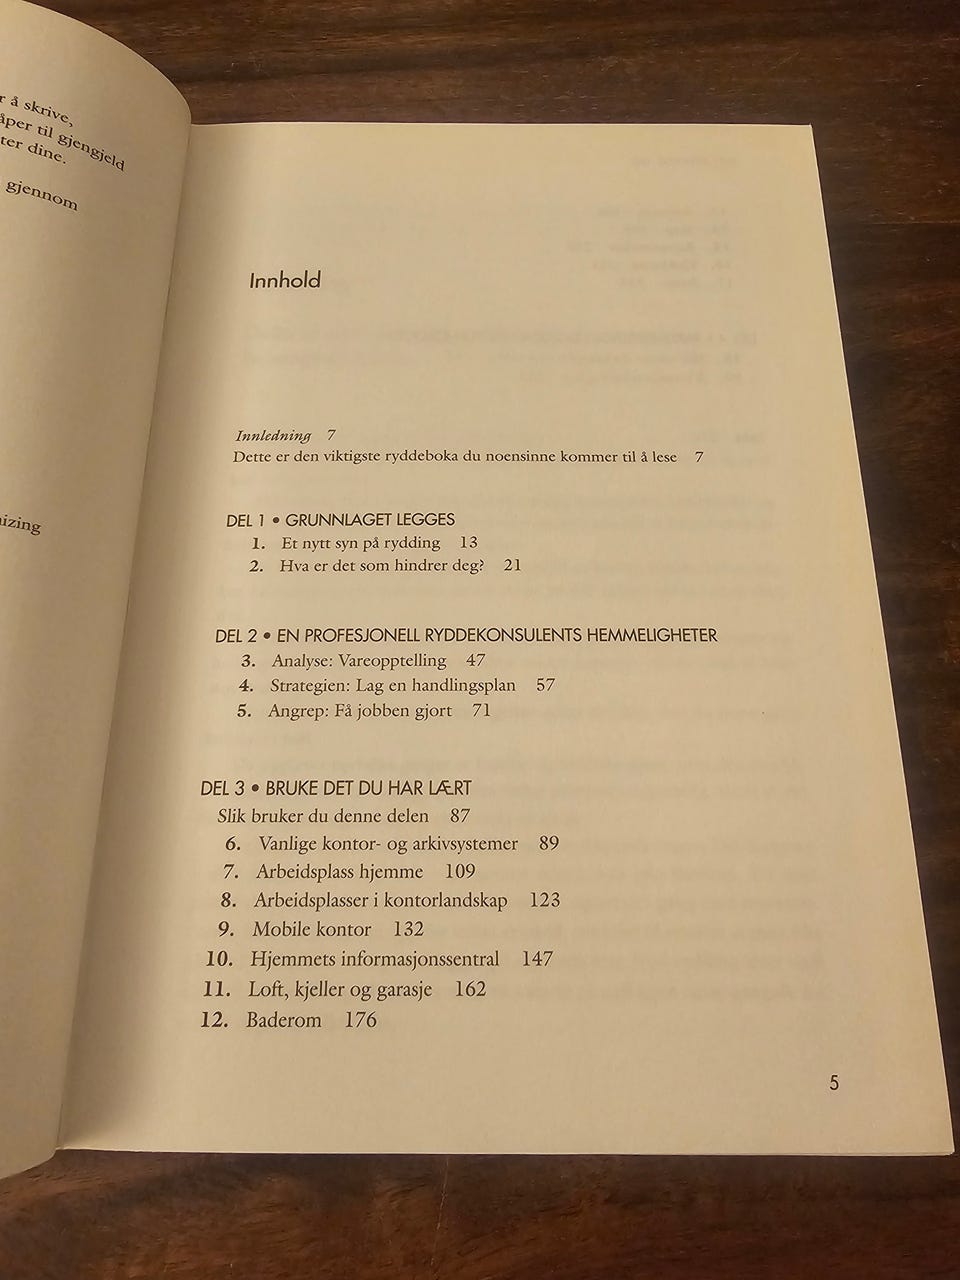 r å skrive,
åper til gjengjeld
ter dine.
gjennom
nizing
Innhold
Innledning 7
Dette er den viktigste ryddeboka du noensinne kommer til å lese 7
DEL 1 • GRUNNLAGET LEGGES
1. Et nytt syn på rydding 13
2. Hva er det som hindrer deg? 21
DEL 2 • EN PROFESJONELL RYDDEKONSULENTS HEMMELIGHETER
3. Analyse: Vareopptelling 47
4. Strategien: Lag en handlingsplan 57
5. Angrep: Få jobben gjort 71
DEL 3 • BRUKE DET DU HAR LÆRT
Slik bruker du denne delen 87
6. Vanlige kontor- og arkivsystemer 89
7. Arbeidsplass hjemme 109
8. Arbeidsplasser i kontorlandskap 123
9. Mobile kontor 132
10. Hjemmets informasjonssentral 147
11. Loft, kjeller og garasje 162
12. Baderom 176
5